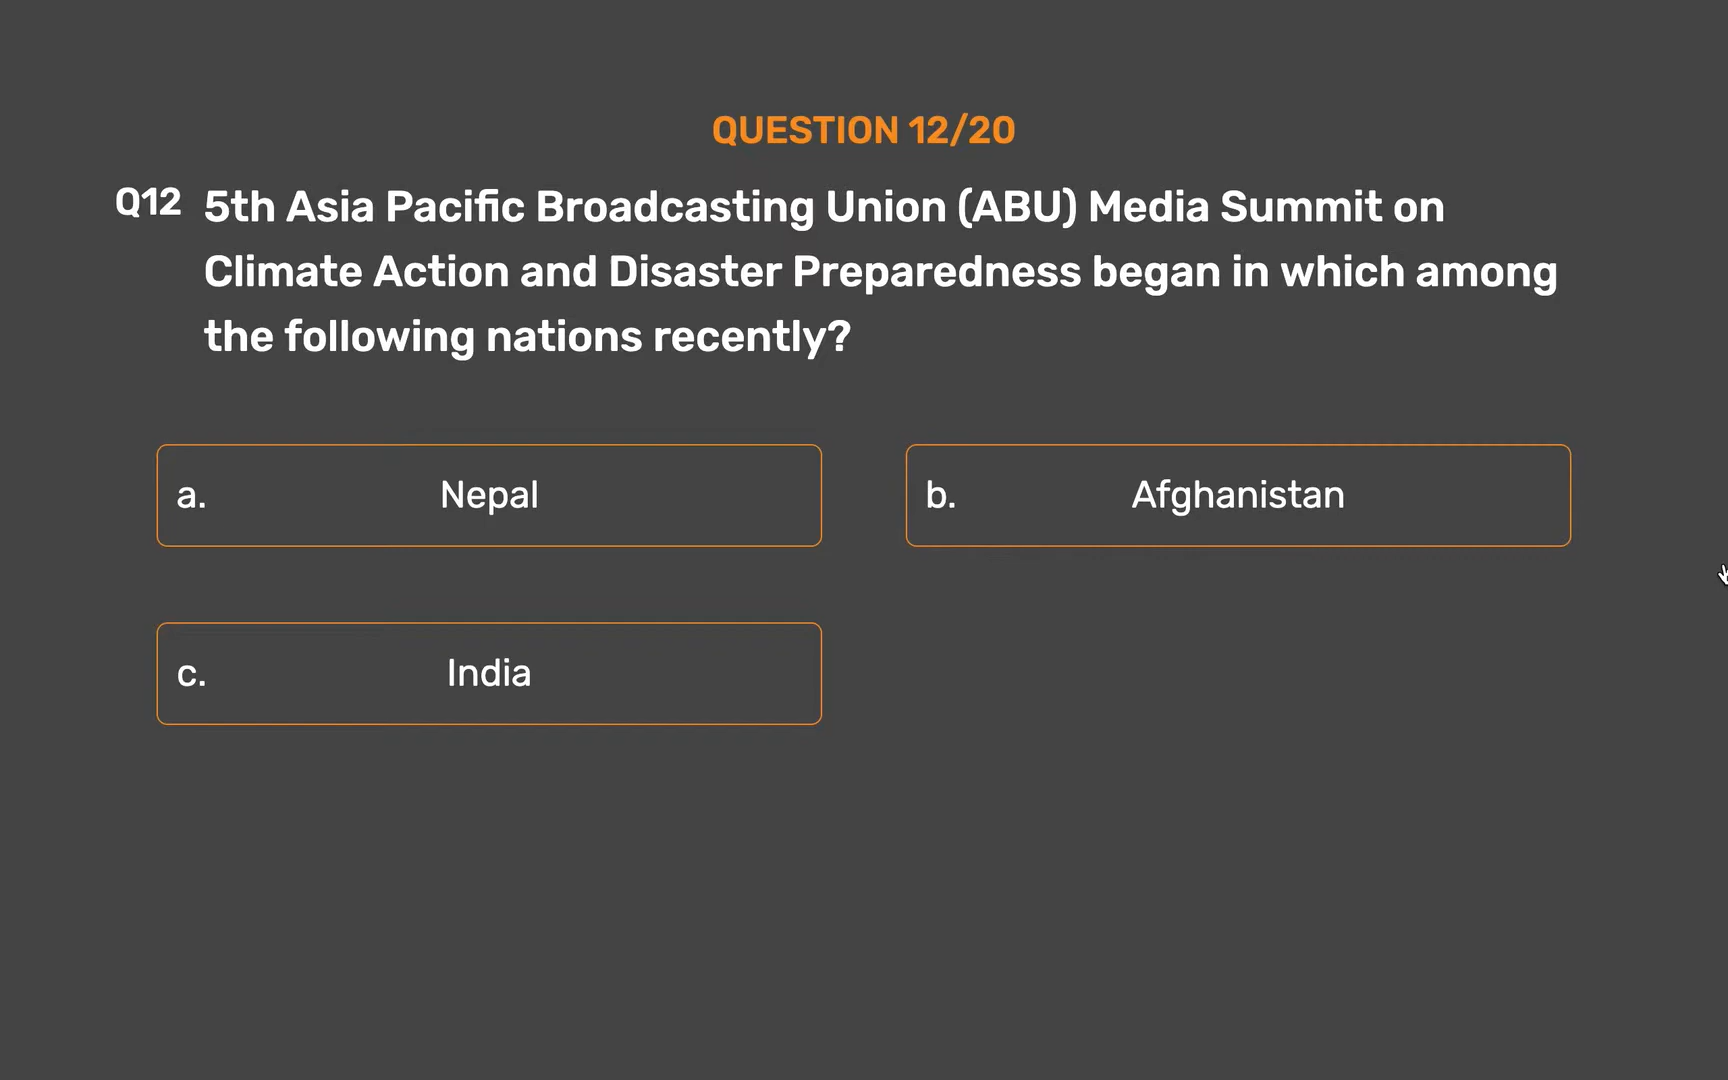 QUESTION 12/20
Q12 5th Asia Pacific Broadcasting Union (ABU) Media Summit on
Climate Action and Disaster Preparedness began in which among
the following nations recently?
a. Nepal
b. Afghanistan
c. India